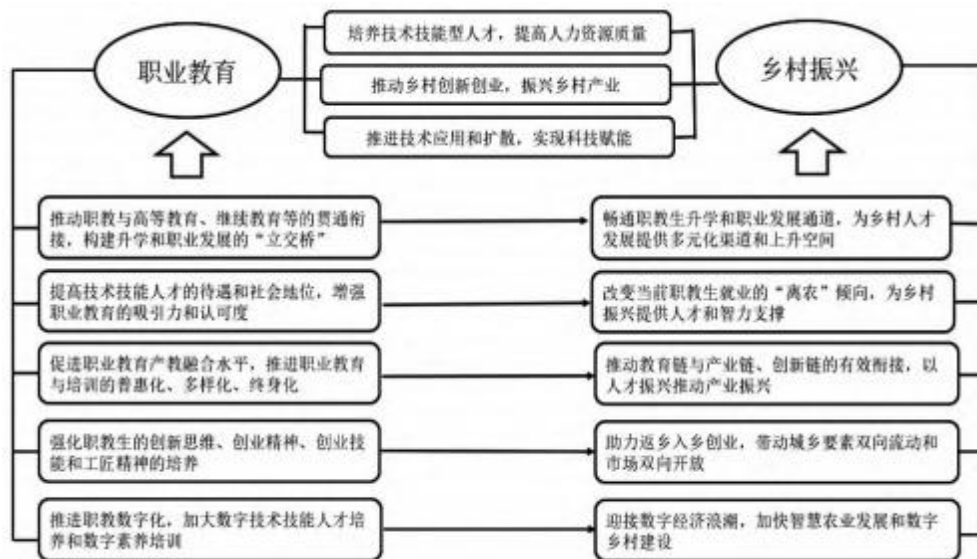 职业教育
培养技术技能型人才，提高人力资源质量
推动乡村创新创业，振兴乡村产业
推进技术应用和扩散，实现科技赋能
乡村振兴
推动职教与高等教育、继续教育等的贯通衔
接，构建升学和职业发展的“立交桥”
畅通职教生升学和职业发展通道，为乡村人才
发展提供多元化渠道和上升空间
提高技术技能人才的待遇和社会地位，增强
职业教育的吸引力和认可度
改变当前职教生就业的“离农”倾向，为乡村
振兴提供人才和智力支撑
促进职业教育产教融合水平，推进职业教育
与培训的普惠化、多样化、终身化
推动教育链与产业链、创新链的有效衔接，以
人才振兴推动产业振兴
强化职教生的创新思维、创业精神、创业技
能和工匠精神的培养
助力返乡入乡创业，带动城乡要素双向流动和
市场双向开放
推进职教数字化，加大数字技术技能人才培
养和数字素养培训
迎接数字经济浪潮，加快智慧农业发展和数字
乡村建设